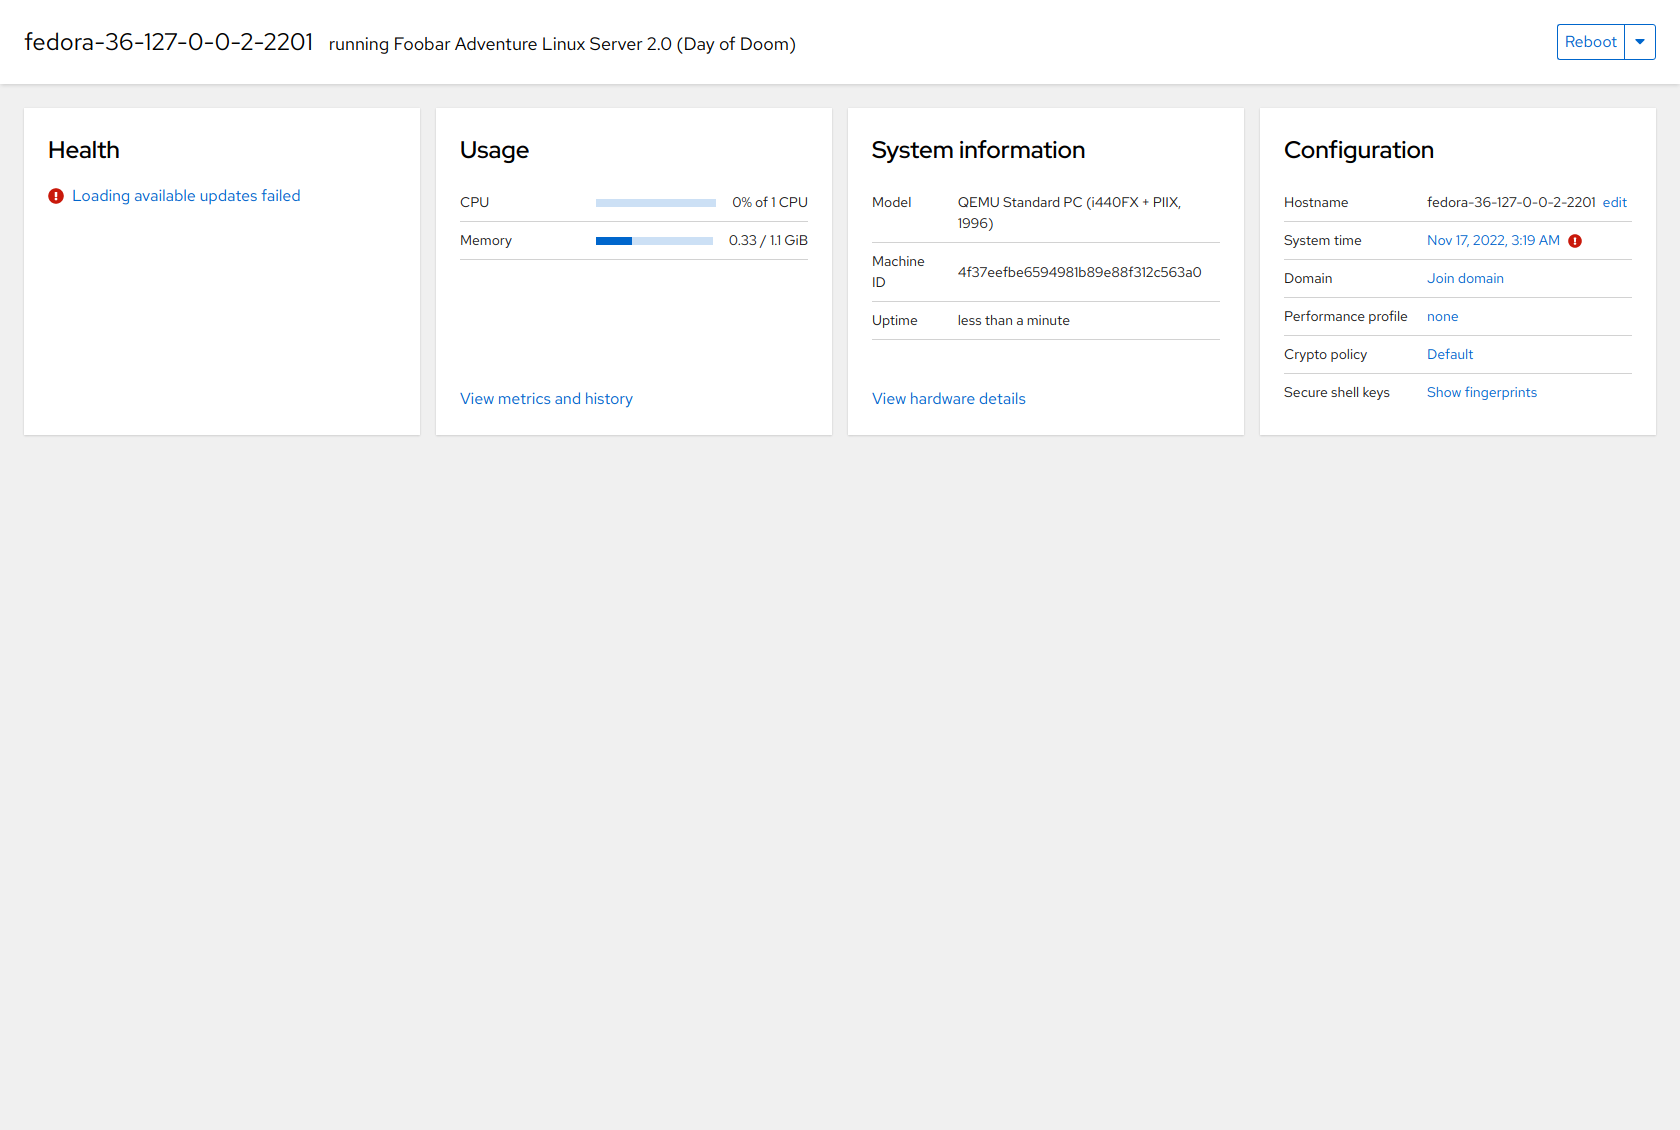 fedora-36-127-0-0-2-2201 running Foobar Adventure Linux Server 2.0 (Day of Doom)
Reboot
Health
Loading available updates failed
Usage
CPU 0% of 1 CPU
Memory 0.33 / 1.1 GiB
View metrics and history
System information
Model QEMU Standard PC (i440FX + PIIX,
1996)
Machine
ID
4f37eefbe6594981b89e88f312c563a0
Uptime less than a minute
View hardware details
Configuration
Hostname fedora-36-127-0-0-2-2201 edit
System time Nov 17, 2022, 3:19 AM
Domain Join domain
Performance profile none
Crypto policy Default
Secure shell keys Show fingerprints